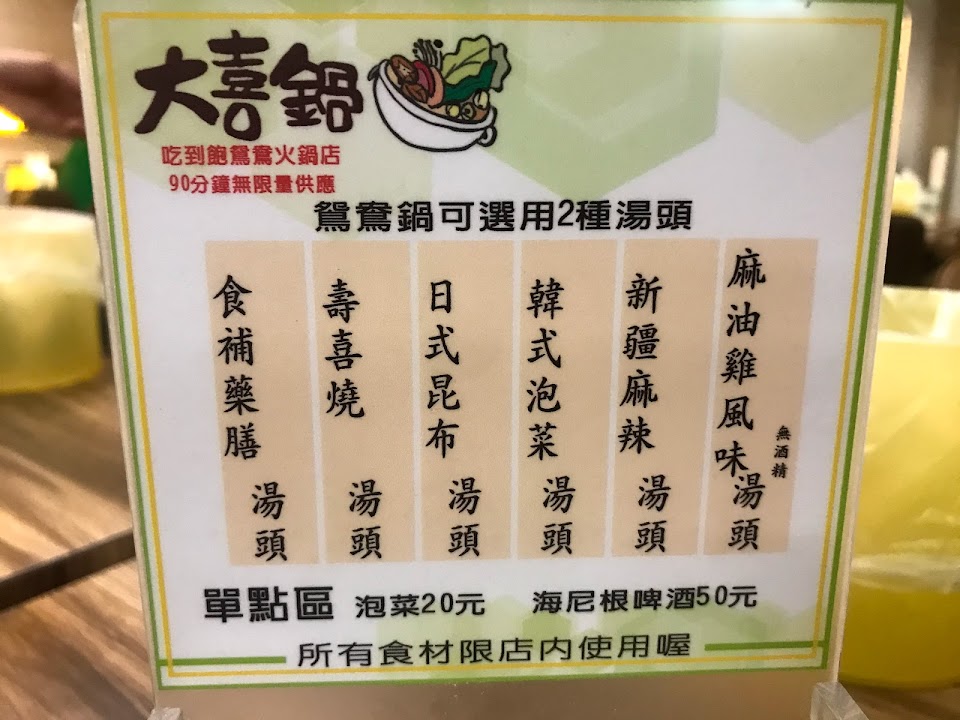 大喜鍋
吃到飽鴛鴦火鍋店
90分鐘無限量供應
鴛鴦鍋可選用2種湯頭
麻油雞風味湯頭
無酒精
新疆麻辣湯頭
韓式泡菜湯頭
日式昆布湯頭
壽喜燒湯頭
食補藥膳湯頭
單點區 泡菜20元 海尼根啤酒50元
所有食材限店內使用喔